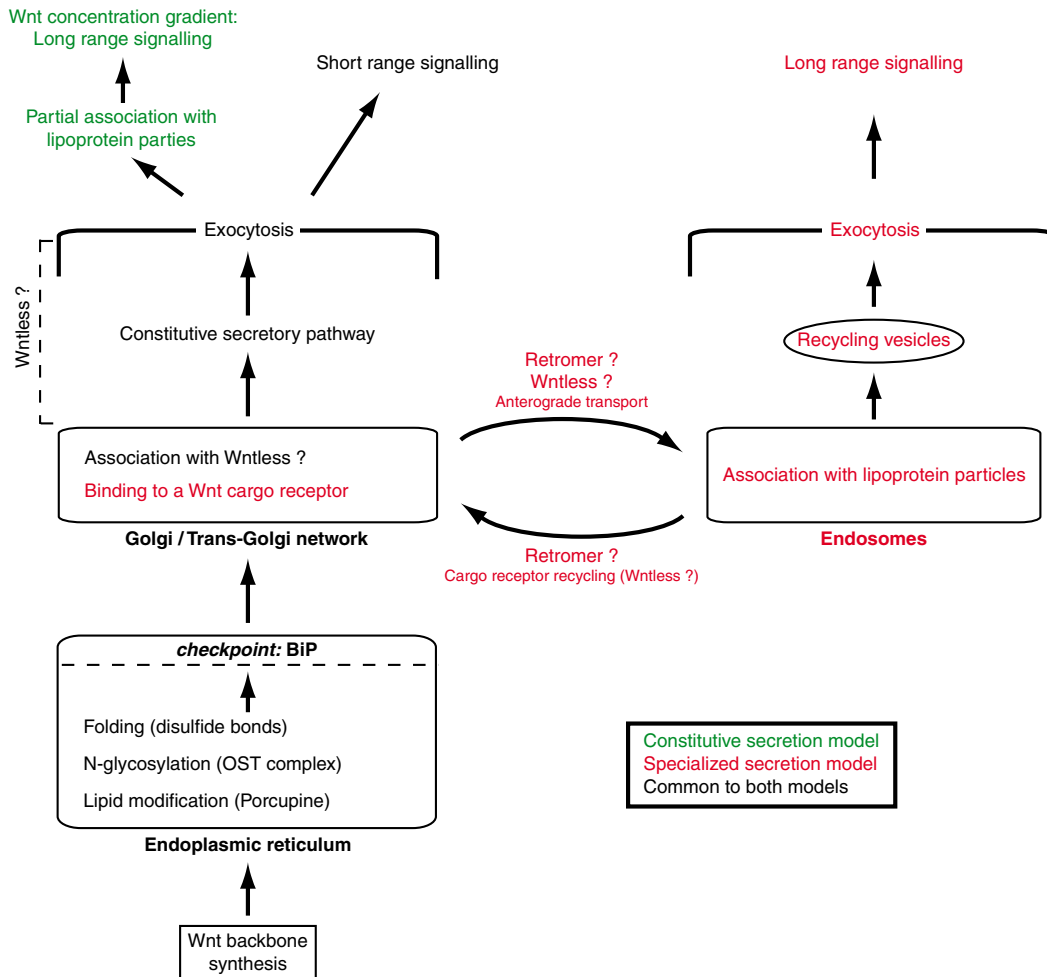 Wnt concentration gradient:
Long range signalling
Short range signalling
Long range signalling
Partial association with
lipoprotein parties
Exocytosis
Exocytosis
Wntless ?
Constitutive secretory pathway
Recycling vesicles
Retromer ?
Wntless ?
Anterograde transport
Association with Wntless ?
Binding to a Wnt cargo receptor
Association with lipoprotein particles
Golgi / Trans-Golgi network
Endosomes
Retromer ?
Cargo receptor recycling (Wntless ?)
checkpoint: BiP
Folding (disulfide bonds)
N-glycosylation (OST complex)
Lipid modification (Porcupine)
Endoplasmic reticulum
Constitutive secretion model
Specialized secretion model
Common to both models
Wnt backbone
synthesis